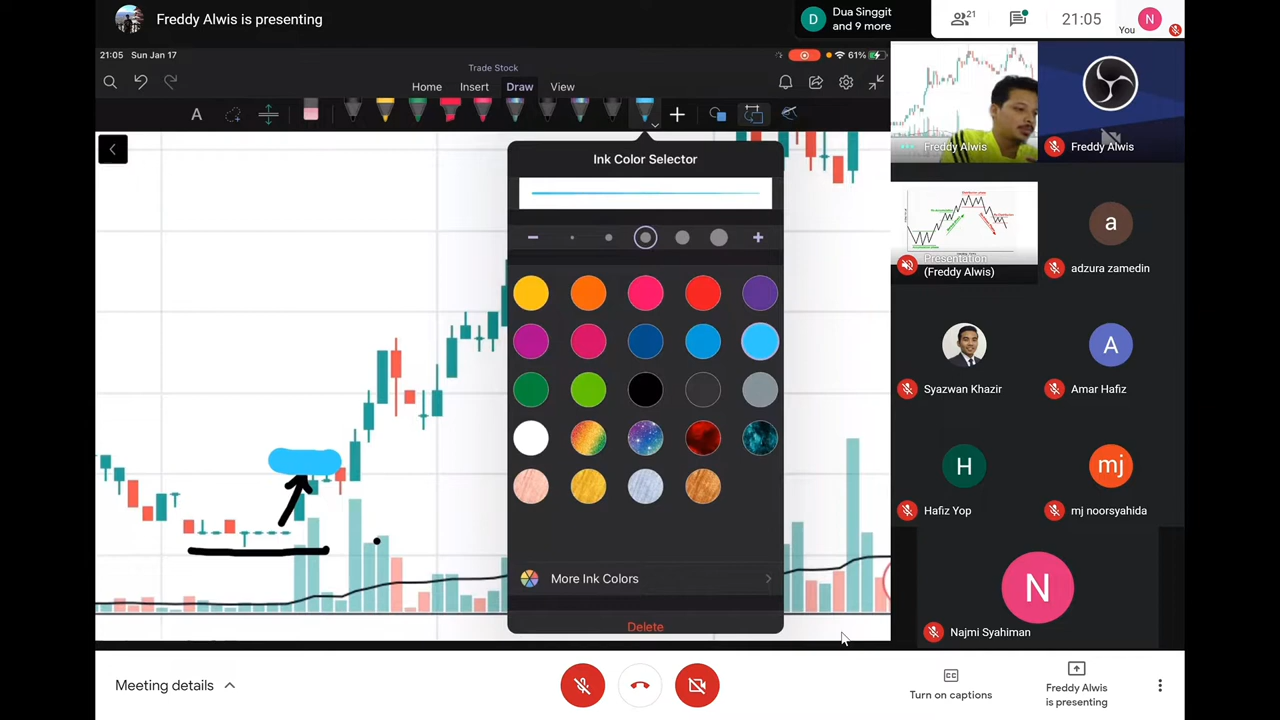 Freddy Alwis is presenting
D
Dua Singgit
and 9 more
21
21:05
N
You
21:05 Sun Jan 17
61%
Trade Stock
Home Insert Draw View
A
Ink Color Selector
More Ink Colors
Delete
Freddy Alwis
Freddy Alwis
Presentation
(Freddy Alwis)
a
adzura zamedin
Syazwan Khazir
A
Amar Hafiz
H
Hafiz Yop
mj
mj noorsyahida
N
Najmi Syahiman
Meeting details
CC
Turn on captions
Freddy Alwis
is presenting